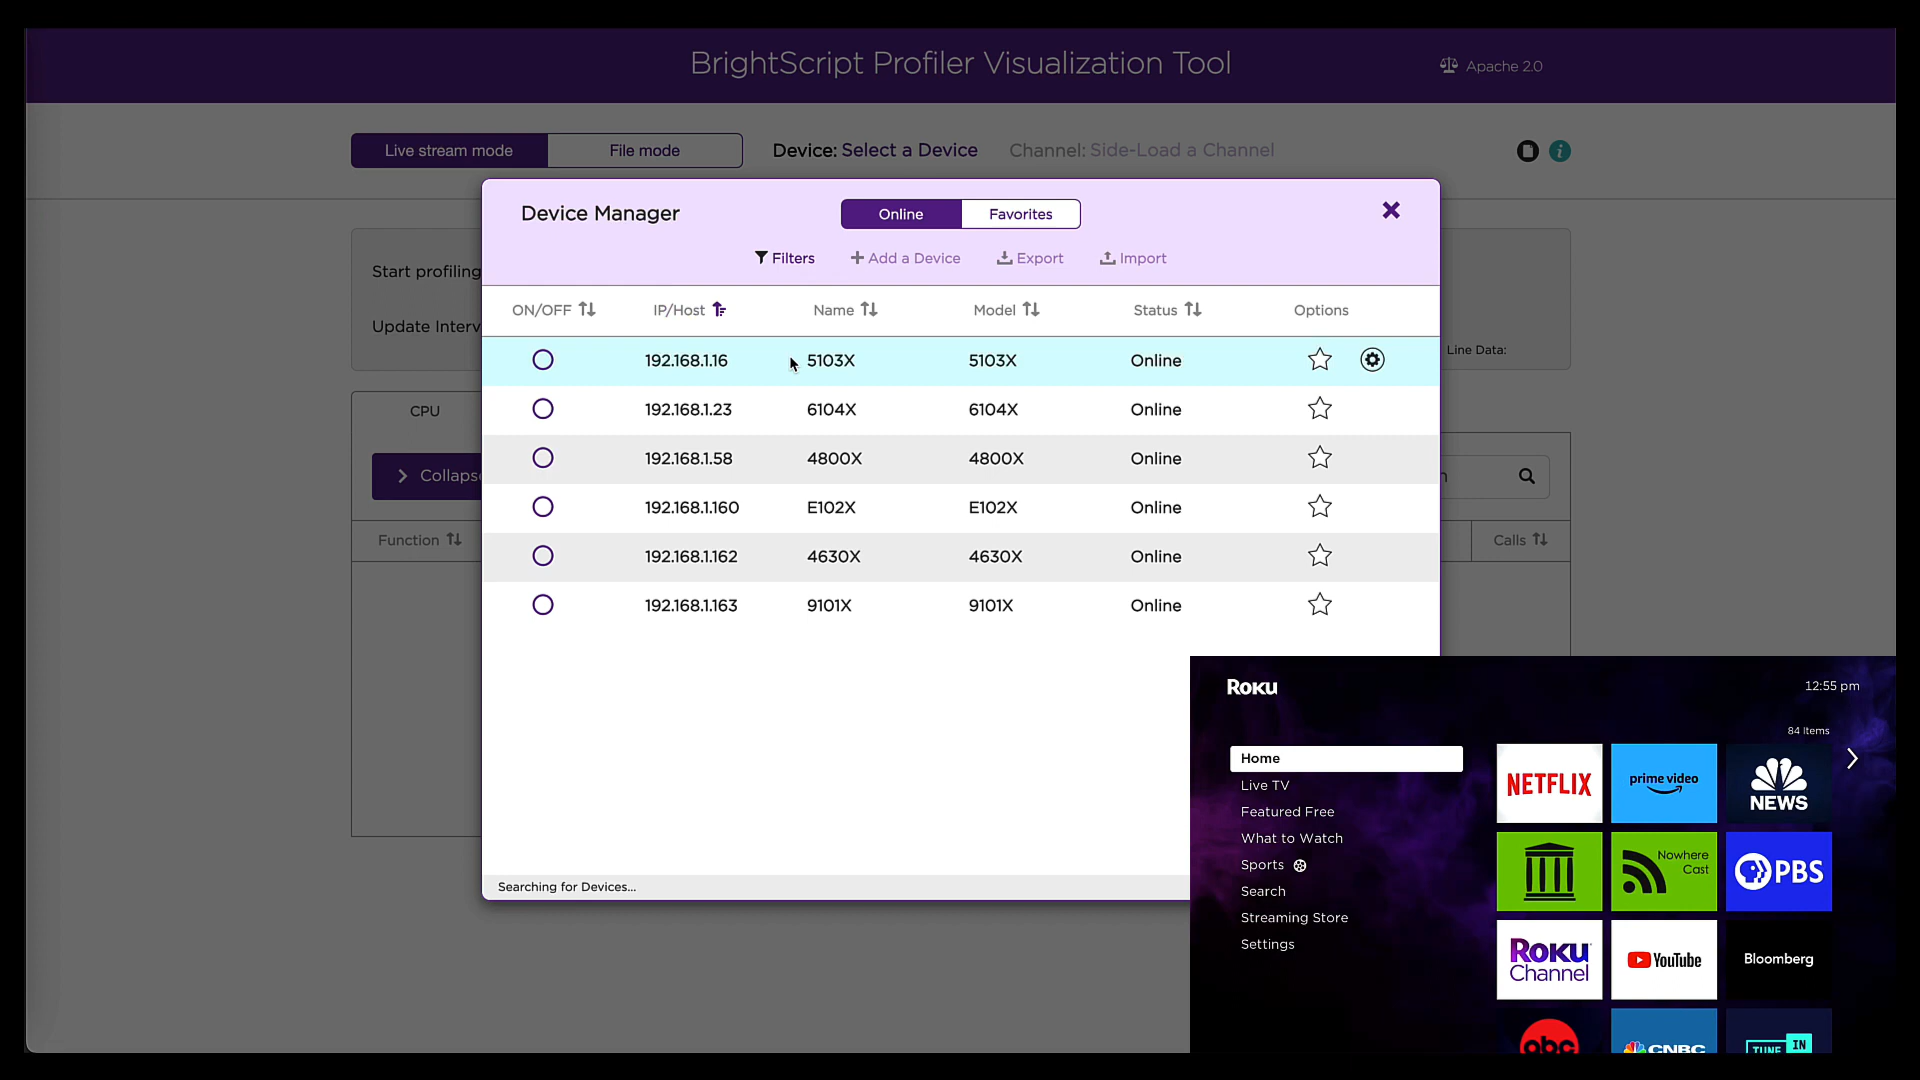 BrightScript Profiler Visualization Tool
Apache 2.0
Live stream mode
File mode
Device: Select a Device
Channel: Side-Load a Channel
Device Manager
Online
Favorites
Filters
Add a Device
Export
Import
ON/OFF IP/Host Name Model Status Options
192.168.1.16 5103X 5103X Online
192.168.1.23 6104X 6104X Online
192.168.1.58 4800X 4800X Online
192.168.1.160 E102X E102X Online
192.168.1.162 4630X 4630X Online
192.168.1.163 9101X 9101X Online
Searching for Devices...
Start profiling
Update Interv
Line Data:
CPU
Collaps
Function
Calls
Roku
12:55 pm
84 Items
Home
Live TV
Featured Free
What to Watch
Sports
Search
Streaming Store
Settings
NETFLIX
prime video
NEWS
Nowhere
Cast
PBS
Roku
Channel
YouTube
Bloomberg
abc
CNBC
TUNE IN